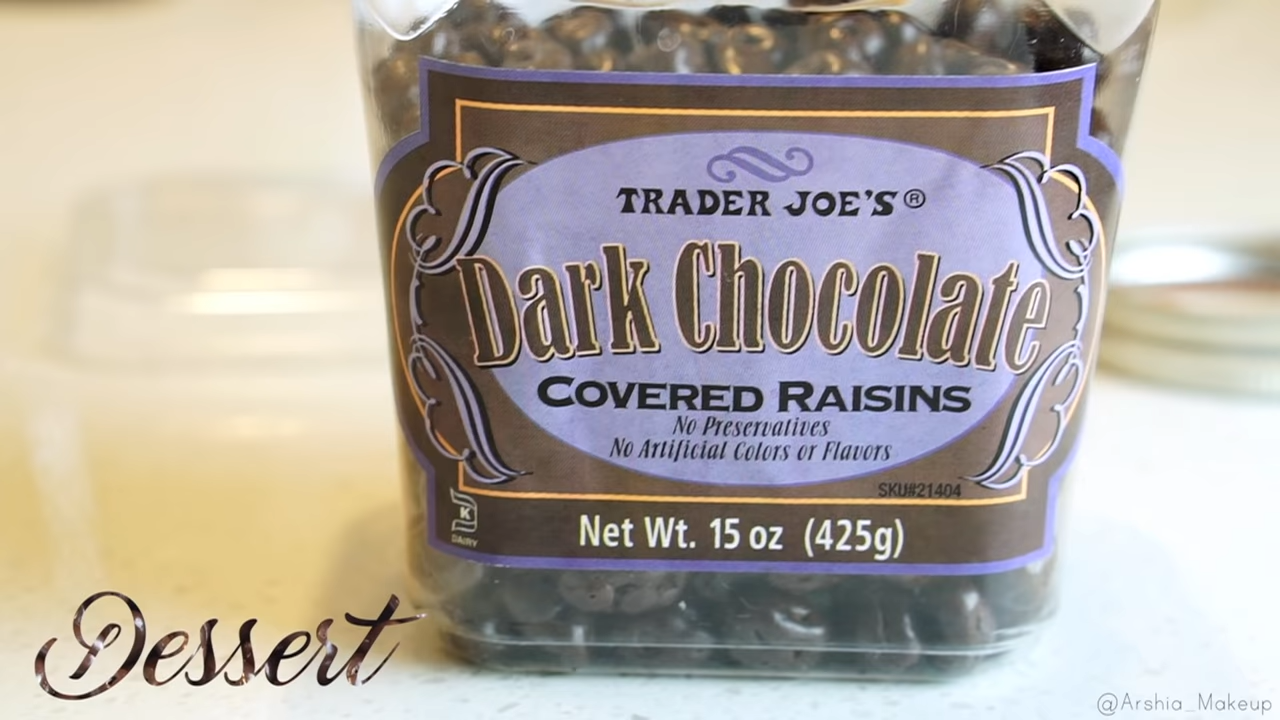 TRADER JOE'S®
Dark Chocolate
COVERED RAISINS
No Preservatives
No Artificial Colors or Flavors
SKU#21404
K
DAIRY
Net Wt. 15 oz (425g)
Dessert
@Arshia_Makeup